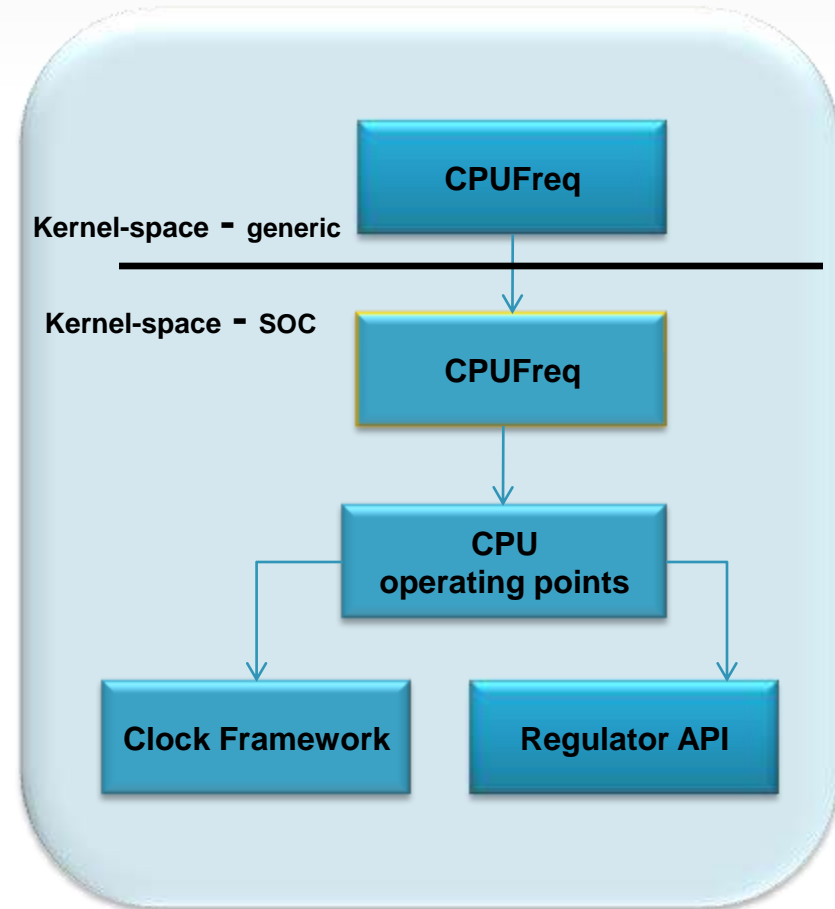 CPUFreq
Kernel-space - generic
Kernel-space - SOC
CPUFreq
CPU
operating points
Clock Framework
Regulator API